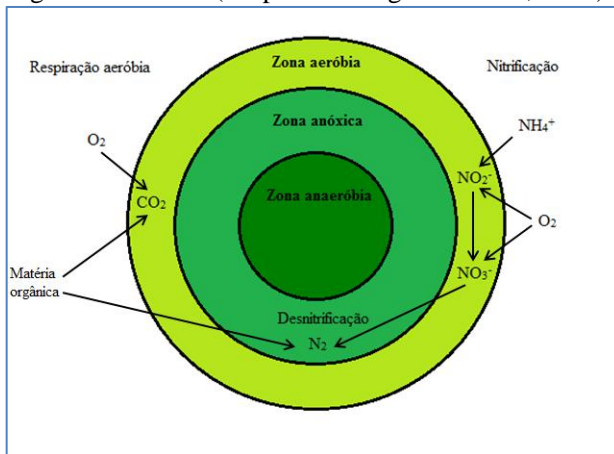 Respiração aeróbia
Zona aeróbia
Nitrificação
Zona anóxica
O2
NH4+
Zona anaeróbia
CO2
NO2-
O2
Matéria
orgânica
NO3-
Desnitrificação
N2